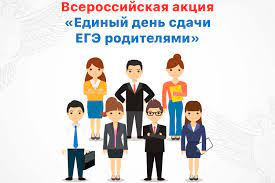 Всероссийская акция
«Единый день сдачи
ЕГЭ родителями»